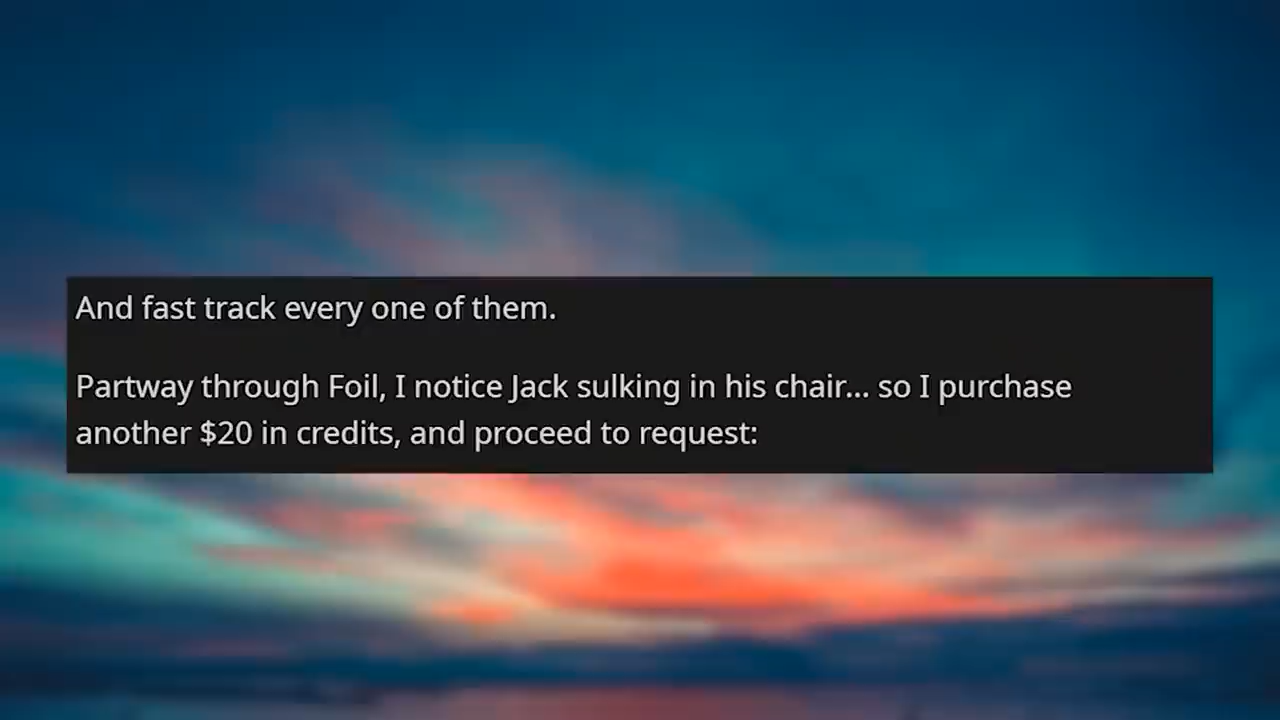 And fast track every one of them.
Partway through Foil, I notice Jack sulking in his chair... so I purchase
another $20 in credits, and proceed to request: